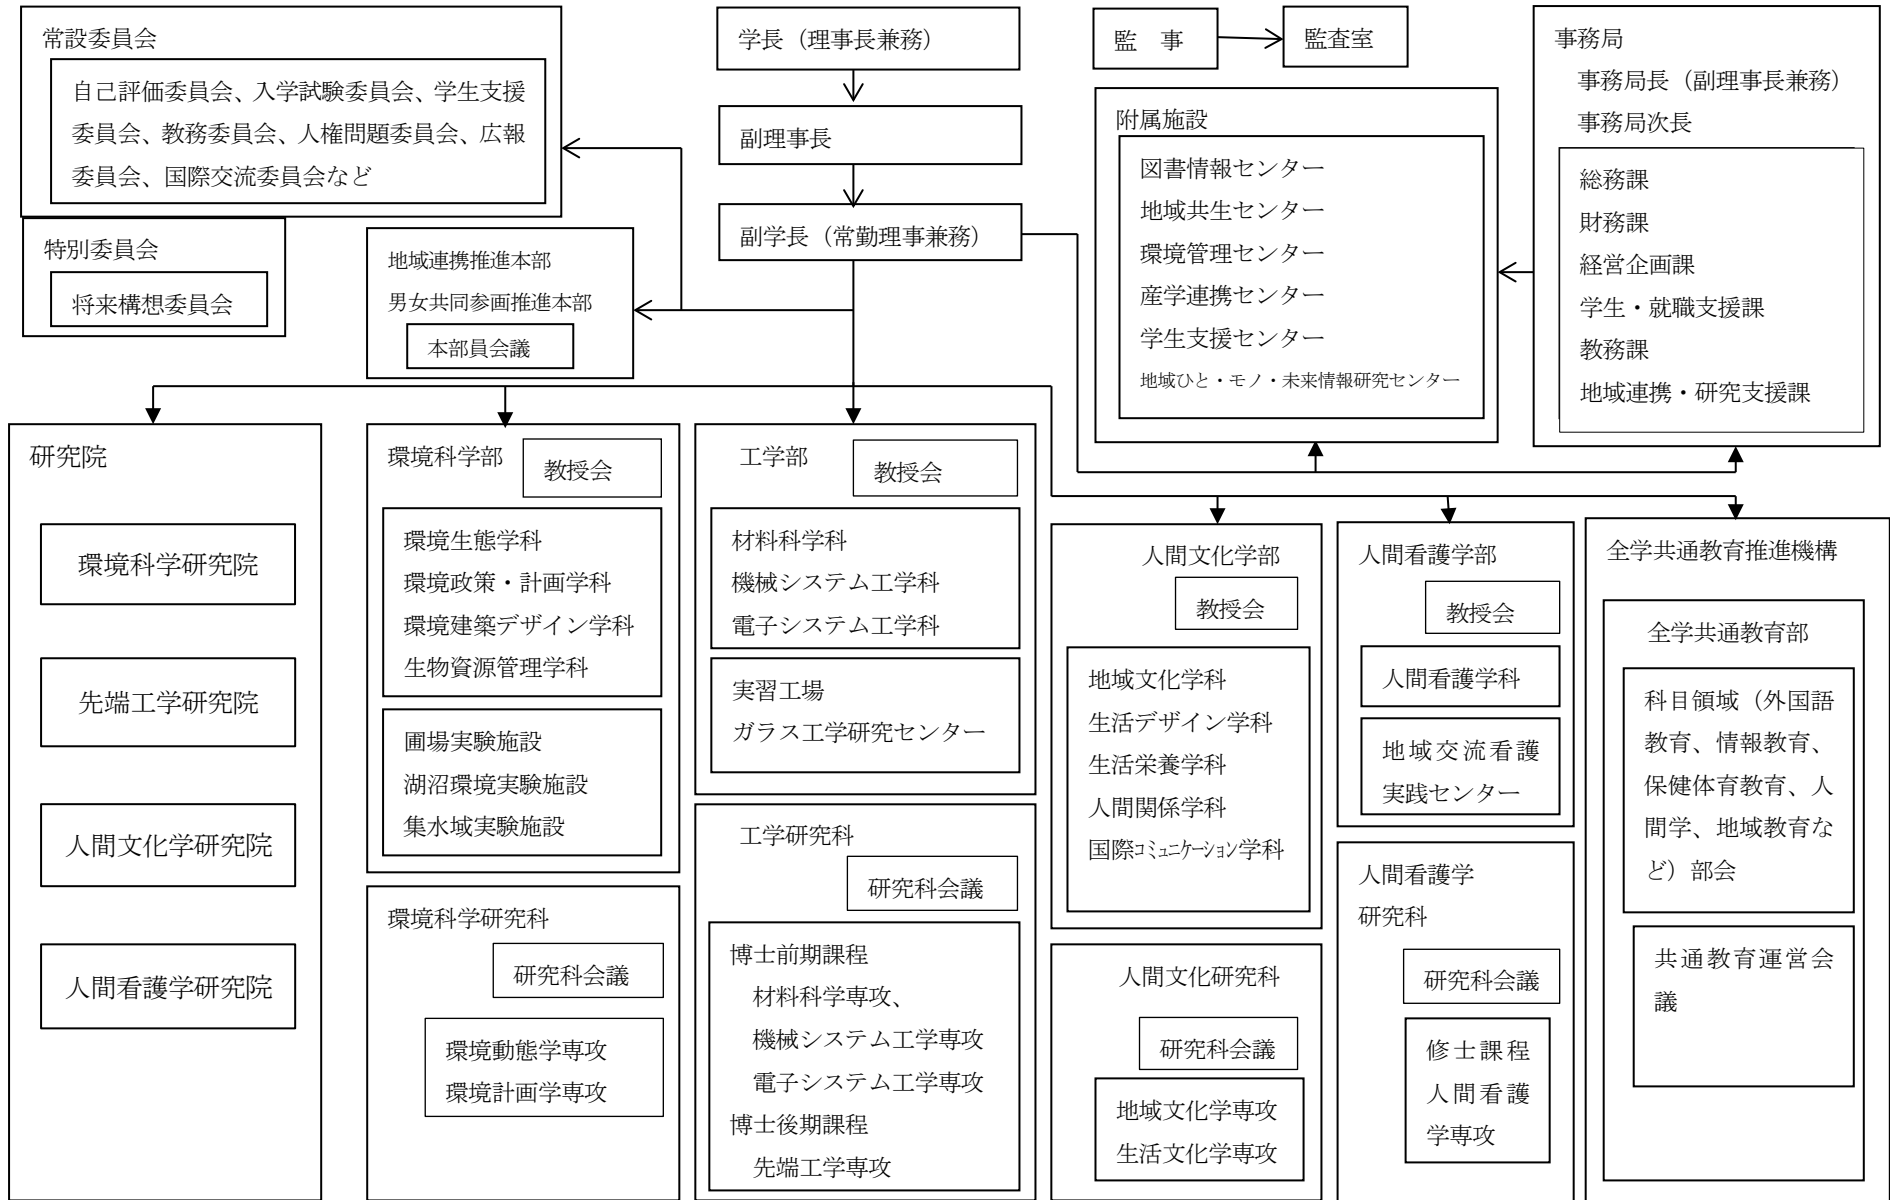 常設委員会
自己評価委員会、入学試験委員会、学生支援
委員会、教務委員会、人権問題委員会、広報
委員会、国際交流委員会など
特別委員会
将来構想委員会
学長（理事長兼務）
副理事長
副学長（常勤理事兼務）
地域連携推進本部
男女共同参画推進本部
本部員会議
監　事
監査室
附属施設
図書情報センター
地域共生センター
環境管理センター
産学連携センター
学生支援センター
地域ひと・モノ・未来情報研究センター
事務局
事務局長（副理事長兼務）
事務局次長
総務課
財務課
経営企画課
学生・就職支援課
教務課
地域連携・研究支援課
研究院
環境科学研究院
先端工学研究院
人間文化学研究院
人間看護学研究院
環境科学部
教授会
環境生態学科
環境政策・計画学科
環境建築デザイン学科
生物資源管理学科
圃場実験施設
湖沼環境実験施設
集水域実験施設
環境科学研究科
研究科会議
環境動態学専攻
環境計画学専攻
工学部
教授会
材料科学科
機械システム工学科
電子システム工学科
実習工場
ガラス工学研究センター
工学研究科
研究科会議
博士前期課程
材料科学専攻、
機械システム工学専攻
電子システム工学専攻
博士後期課程
先端工学専攻
人間文化学部
教授会
地域文化学科
生活デザイン学科
生活栄養学科
人間関係学科
国際ｺﾐｭﾆｹｰｼｮﾝ学科
人間文化研究科
研究科会議
地域文化学専攻
生活文化学専攻
人間看護学部
教授会
人間看護学科
地域交流看護
実践センター
人間看護学
研究科
研究科会議
修士課程
人間看護
学専攻
全学共通教育推進機構
全学共通教育部
科目領域（外国語
教育、情報教育、
保健体育教育、人
間学、地域教育な
ど）部会
共通教育運営会
議